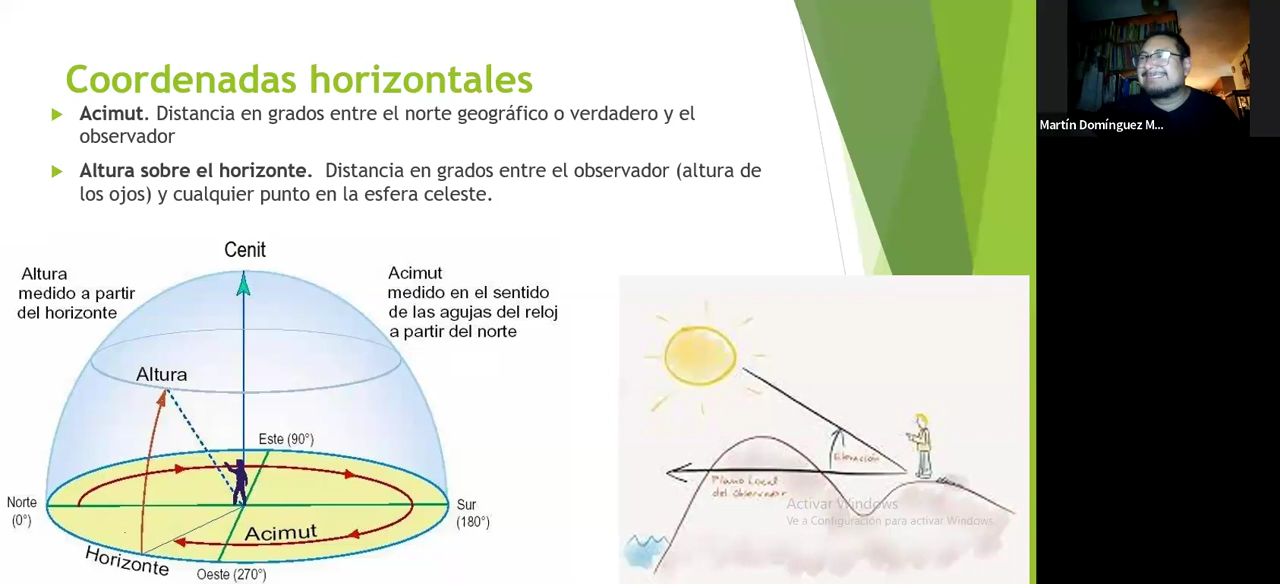 Coordenadas horizontales
Acimut. Distancia en grados entre el norte geográfico o verdadero y el
observador
Altura sobre el horizonte. Distancia en grados entre el observador (altura de
los ojos) y cualquier punto en la esfera celeste.
Cenit
Altura
medido a partir
del horizonte
Acimut
medido en el sentido
de las agujas del reloj
a partir del norte
Altura
Este (90°)
Norte
(0°)
Sur
(180°)
Acimut
Horizonte
Oeste (270°)
Elevación
Plano Local
del observador
Activar Windows
Ve a Configuración para activar Windows.
Martín Domínguez M...